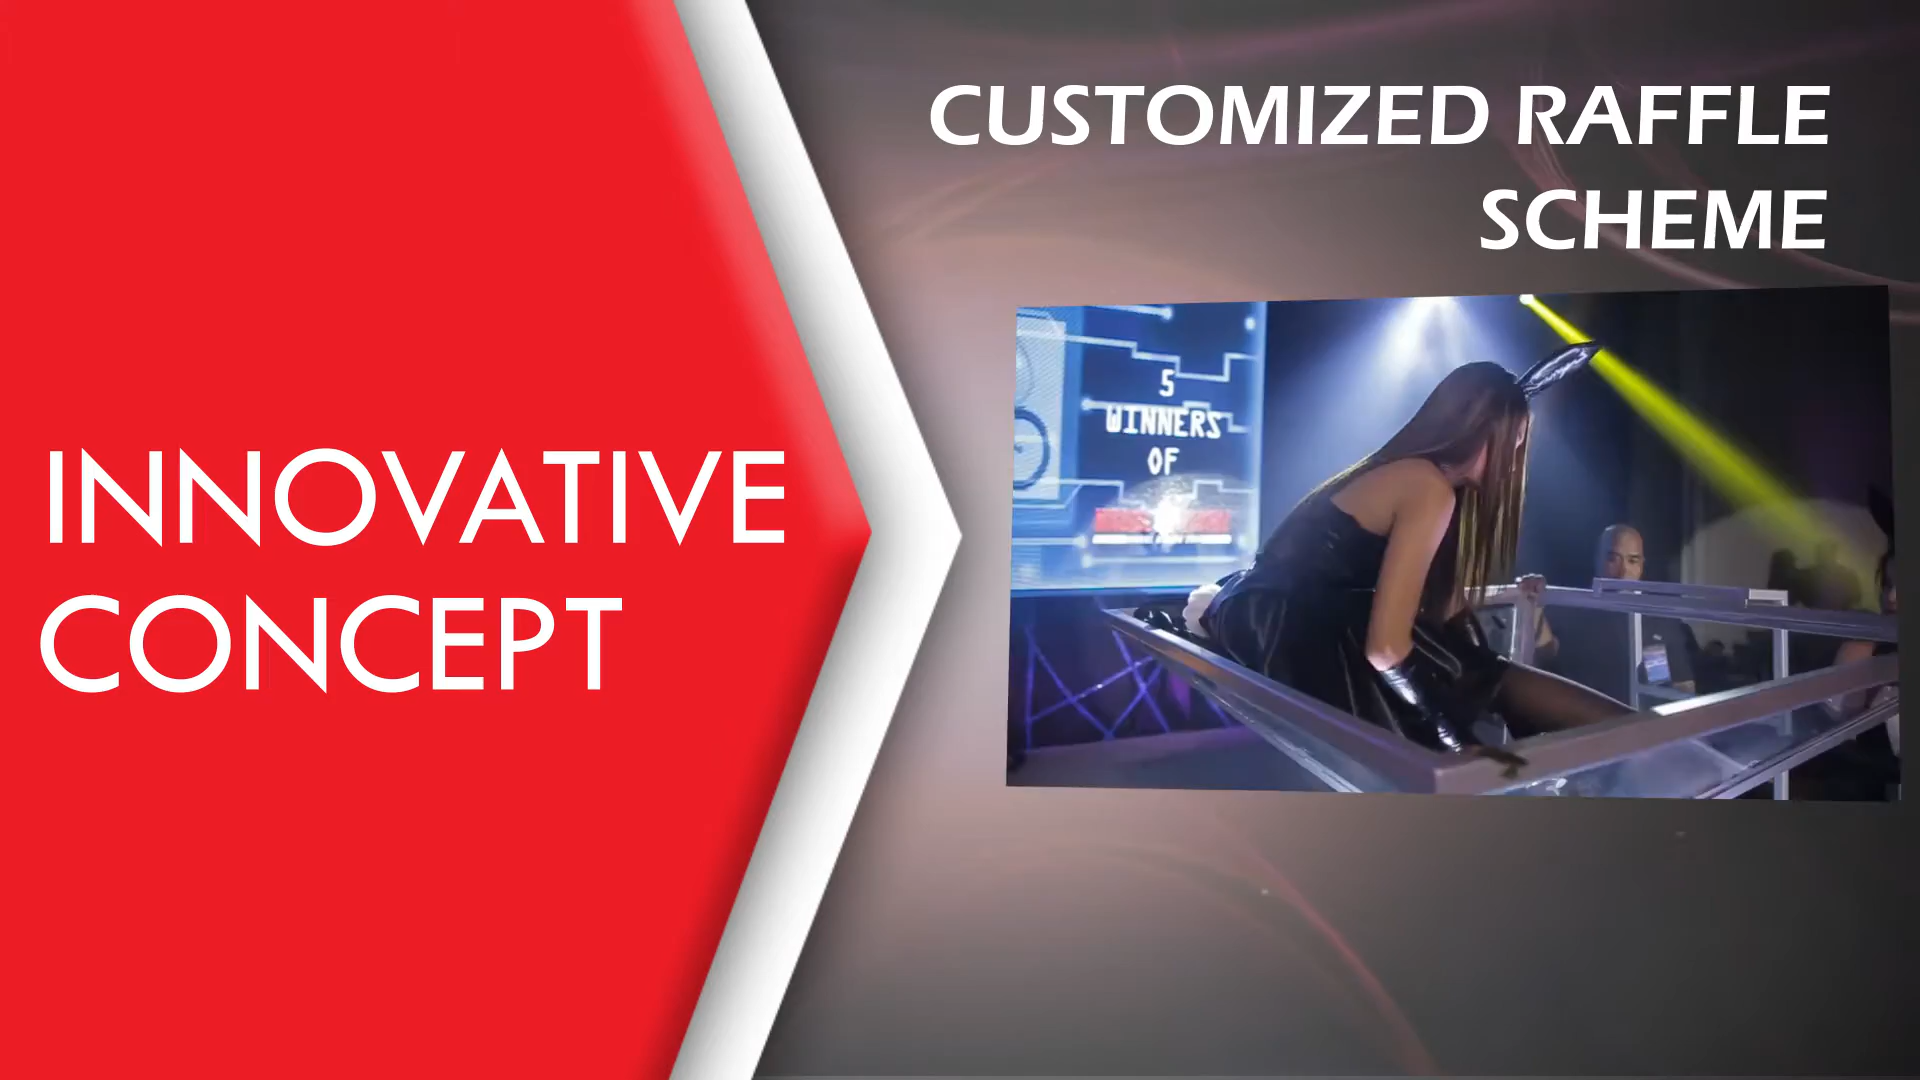 INNOVATIVE
CONCEPT
CUSTOMIZED RAFFLE
SCHEME
5
WINNERS
OF